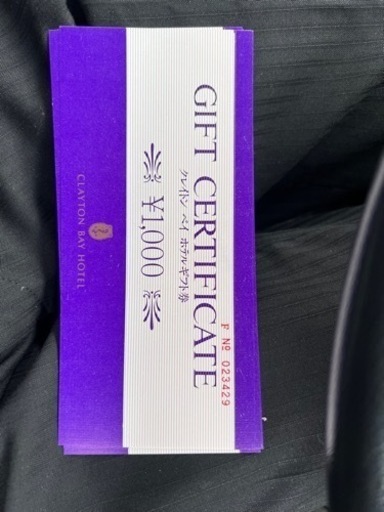 GIFT CERTIFICATE
クレイトン ベイ ホテルギフト券
¥1,000
CLAYTON BAY HOTEL
F No 023429